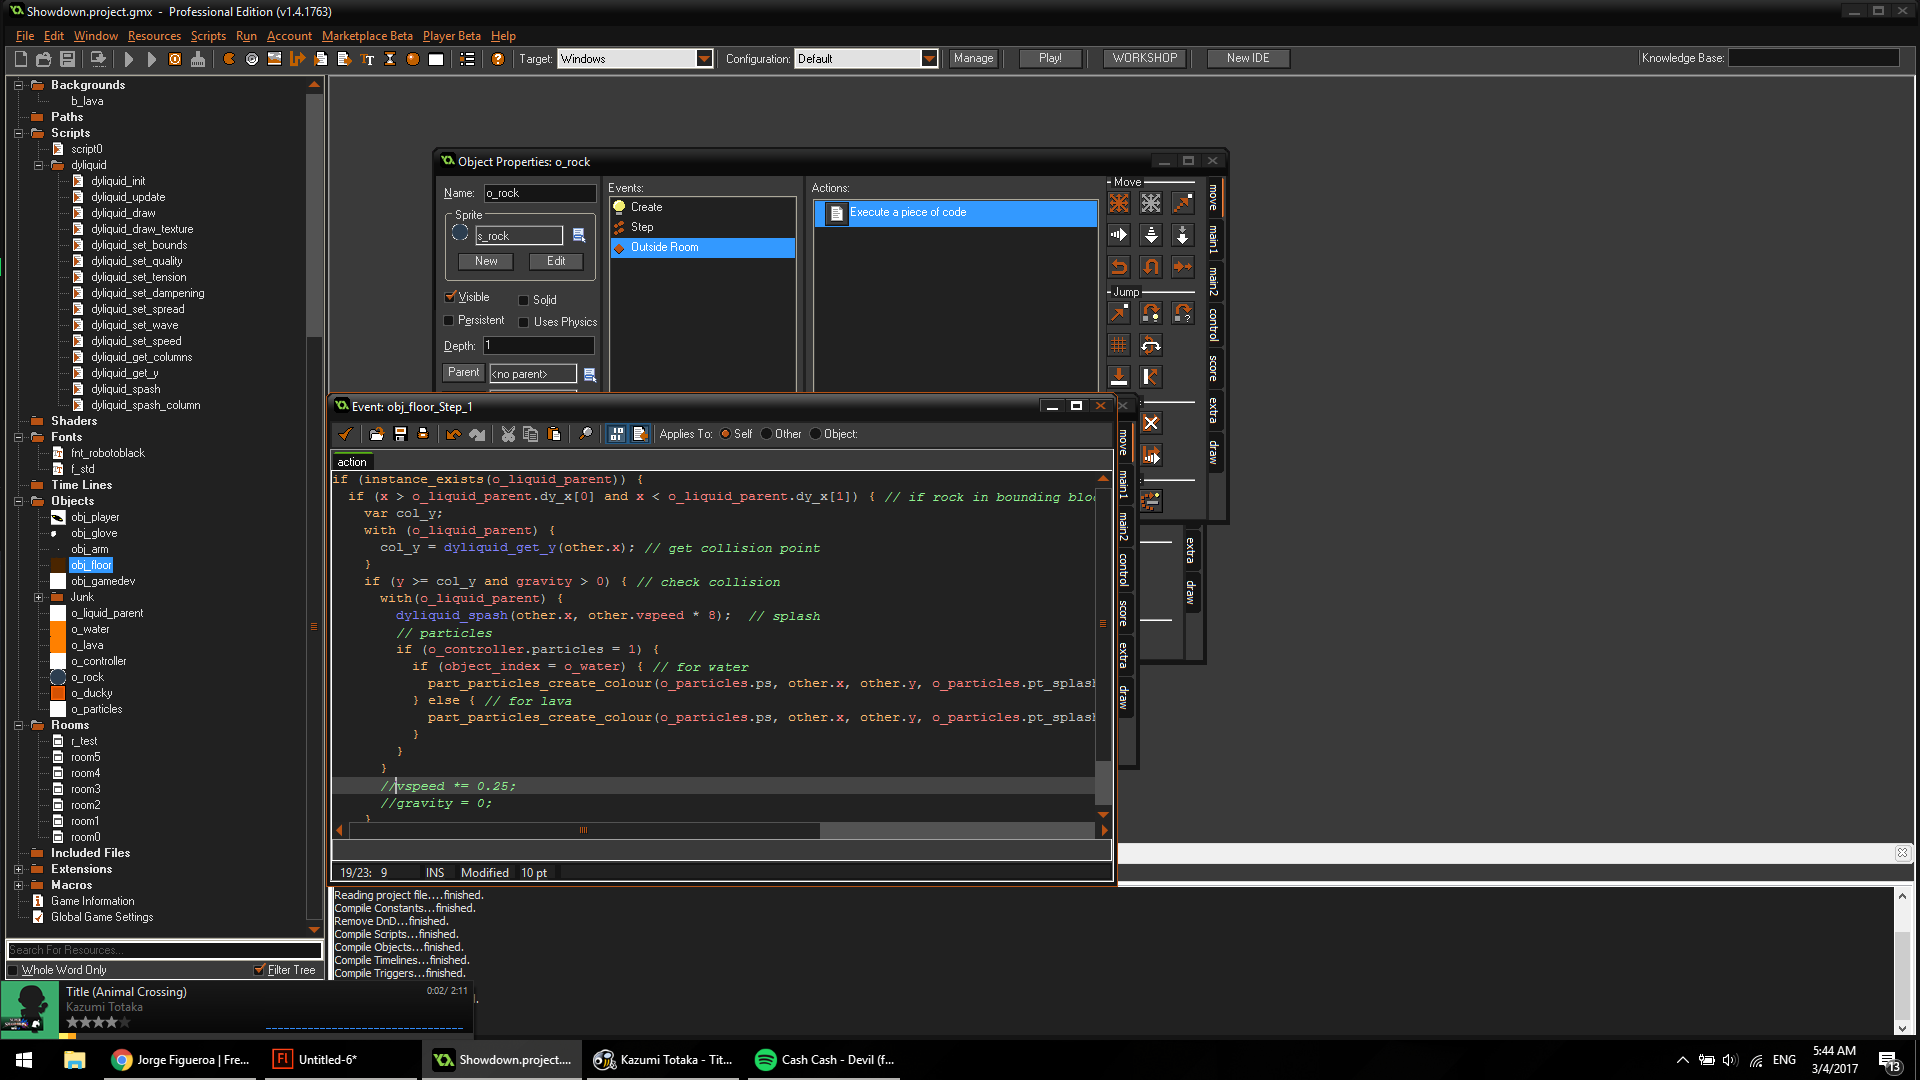 Showdown.project.gmx  -  Professional Edition (v1.4.1763)
File Edit Window Resources Scripts Run Account Marketplace Beta Player Beta Help
Target: Windows Configuration: Default Manage Play! WORKSHOP New IDE Knowledge Base:
Backgrounds
b_lava
Paths
Scripts
script0
dyliquid
dyliquid_init
dyliquid_update
dyliquid_draw
dyliquid_draw_texture
dyliquid_set_bounds
dyliquid_set_quality
dyliquid_set_tension
dyliquid_set_dampening
dyliquid_set_spread
dyliquid_set_wave
dyliquid_set_speed
dyliquid_get_columns
dyliquid_get_y
dyliquid_spash
dyliquid_spash_column
Shaders
Fonts
fnt_robotoblack
f_std
Time Lines
Objects
obj_player
obj_glove
obj_arm
obj_floor
obj_gamedev
Junk
o_liquid_parent
o_water
o_lava
o_controller
o_rock
o_ducky
o_particles
Rooms
r_test
room5
room4
room3
room2
room1
room0
Included Files
Extensions
Macros
Game Information
Global Game Settings
Search For Resources...
Whole Word Only Filter Tree
Object Properties: o_rock
Name: o_rock
Sprite
s_rock
New Edit
Visible Solid
Persistent Uses Physics
Depth: 1
Parent <no parent>
Events:
Create
Step
Outside Room
Actions:
Execute a piece of code
Move
Jump
move
main1
main2
control
score
extra
draw
Event: obj_floor_Step_1
Applies To: Self Other Object:
action
if (instance_exists(o_liquid_parent)) {
if (x > o_liquid_parent.dy_x[0] and x < o_liquid_parent.dy_x[1]) { // if rock in bounding bloc
var col_y;
with (o_liquid_parent) {
col_y = dyliquid_get_y(other.x); // get collision point
}
if (y >= col_y and gravity > 0) { // check collision
with(o_liquid_parent) {
dyliquid_spash(other.x, other.vspeed * 8);  // splash
// particles
if (o_controller.particles = 1) {
if (object_index = o_water) { // for water
part_particles_create_colour(o_particles.ps, other.x, other.y, o_particles.pt_splash
} else { // for lava
part_particles_create_colour(o_particles.ps, other.x, other.y, o_particles.pt_splash
}
}
}
//vspeed *= 0.25;
//gravity = 0;
}
19/23: 9 INS Modified 10 pt
move
main1
main2
control
score
extra
draw
extra
draw
Reading project file....finished.
Compile Constants...finished.
Remove DnD...finished.
Compile Scripts...finished.
Compile Objects...finished.
Compile Timelines...finished.
Compile Triggers...finished.
Title (Animal Crossing) 0:02/ 2:11
Kazumi Totaka
Jorge Figueroa | Fre...
Untitled-6*
Showdown.project....
Kazumi Totaka - Tit...
Cash Cash - Devil (f...
ENG
5:44 AM
3/4/2017
13